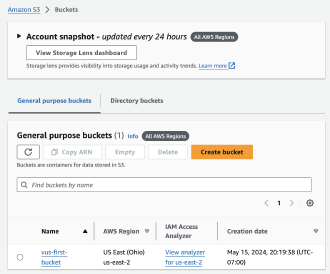 Amazon S3 > Buckets
Account snapshot - updated every 24 hours All AWS Regions
View Storage Lens dashboard
Storage lens provides visibility into storage usage and activity trends. Learn more
General purpose buckets Directory buckets
General purpose buckets (1) Info All AWS Regions
Copy ARN Empty Delete Create bucket
Buckets are containers for data stored in S3.
Find buckets by name
< 1 >
Name AWS Region IAM Access Analyzer Creation date
vus-first-bucket US East (Ohio) us-east-2 View analyzer for us-east-2 May 15, 2024, 20:19:38 (UTC-07:00)